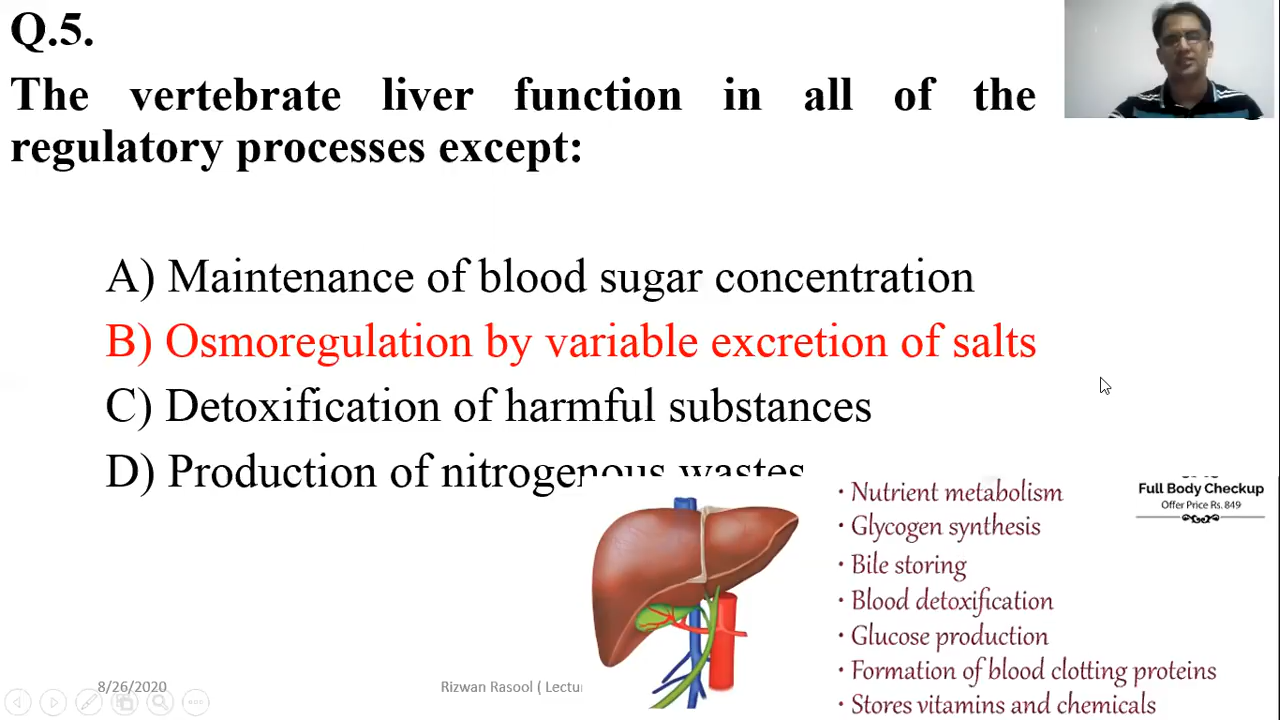 Q.5.
The vertebrate liver function in all of the
regulatory processes except:
A) Maintenance of blood sugar concentration
B) Osmoregulation by variable excretion of salts
C) Detoxification of harmful substances
D) Production of nitrogenous wastes
• Nutrient metabolism
• Glycogen synthesis
• Bile storing
• Blood detoxification
• Glucose production
• Formation of blood clotting proteins
• Stores vitamins and chemicals
Full Body Checkup
Offer Price Rs. 849
8/26/2020
Rizwan Rasool ( Lectu